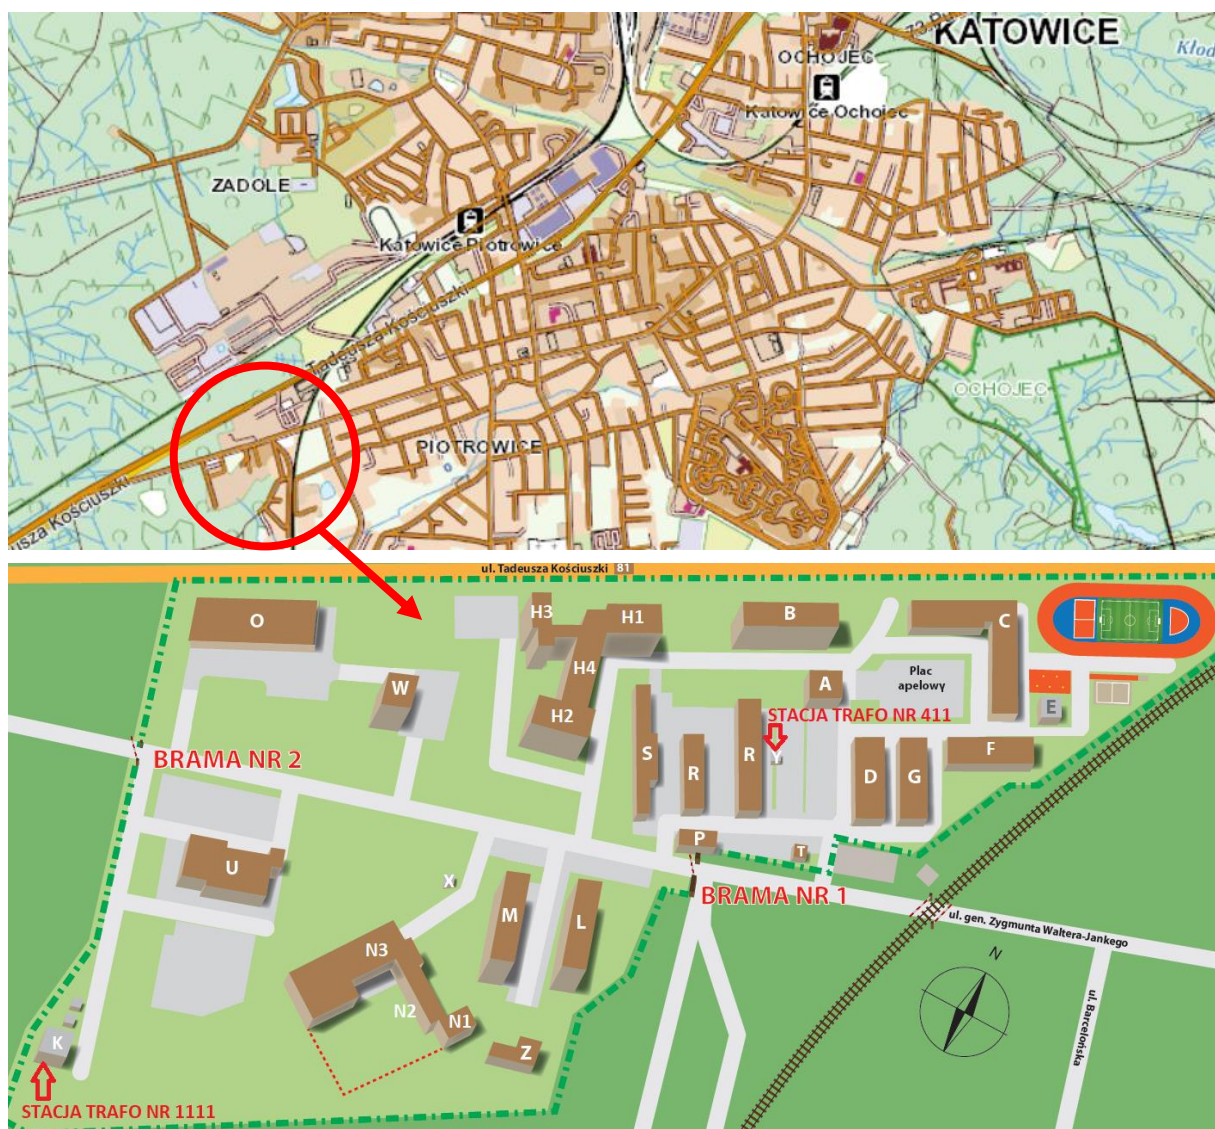 KATOWICE
OCHOJEC
Katowice Ochojec
ZADOLE
Katowice Piotrowice
Tadeusza Kościuszki
OCHOJEC
PIOTROWICE
usza Kościuszki
ul. Tadeusza Kościuszki 81
O
H3
H1
B
C
H4
W
A
Plac
apelowy
E
H2
STACJA TRAFO NR 411
S
R
R
Y
D
G
F
BRAMA NR 2
P
T
U
X
BRAMA NR 1
M
L
ul. gen. Zygmunta Waltera-Jankego
N3
N
N2
N1
ul. Barcelońska
K
Z
STACJA TRAFO NR 1111